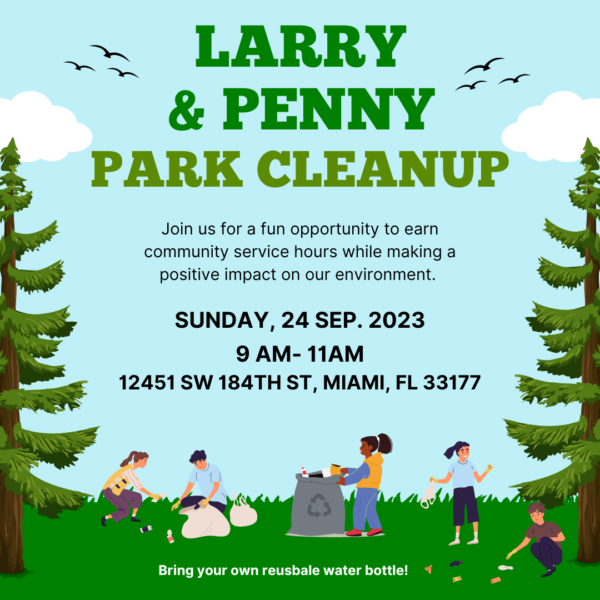 LARRY
& PENNY
PARK CLEANUP
Join us for a fun opportunity to earn
community service hours while making a
positive impact on our environment.
SUNDAY, 24 SEP. 2023
9 AM- 11AM
12451 SW 184TH ST, MIAMI, FL 33177
Bring your own reusbale water bottle!